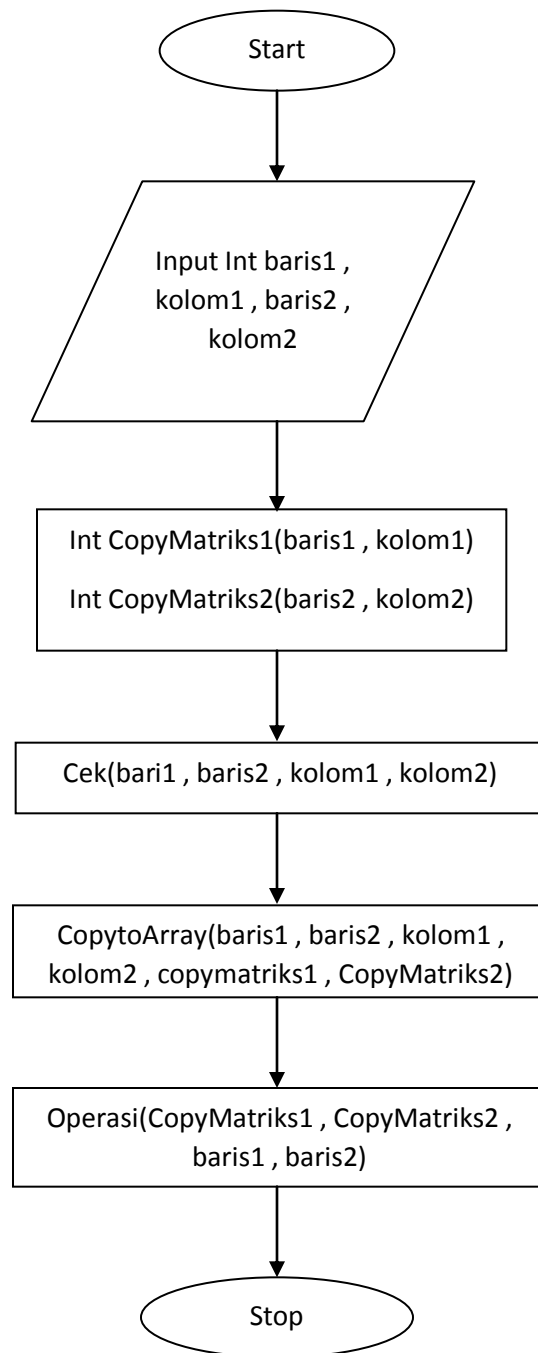 Start
Input Int baris1 ,
kolom1 , baris2 ,
kolom2
Int CopyMatriks1(baris1 , kolom1)
Int CopyMatriks2(baris2 , kolom2)
Cek(bari1 , baris2 , kolom1 , kolom2)
CopytoArray(baris1 , baris2 , kolom1 ,
kolom2 , copymatriks1 , CopyMatriks2)
Operasi(CopyMatriks1 , CopyMatriks2 ,
baris1 , baris2)
Stop